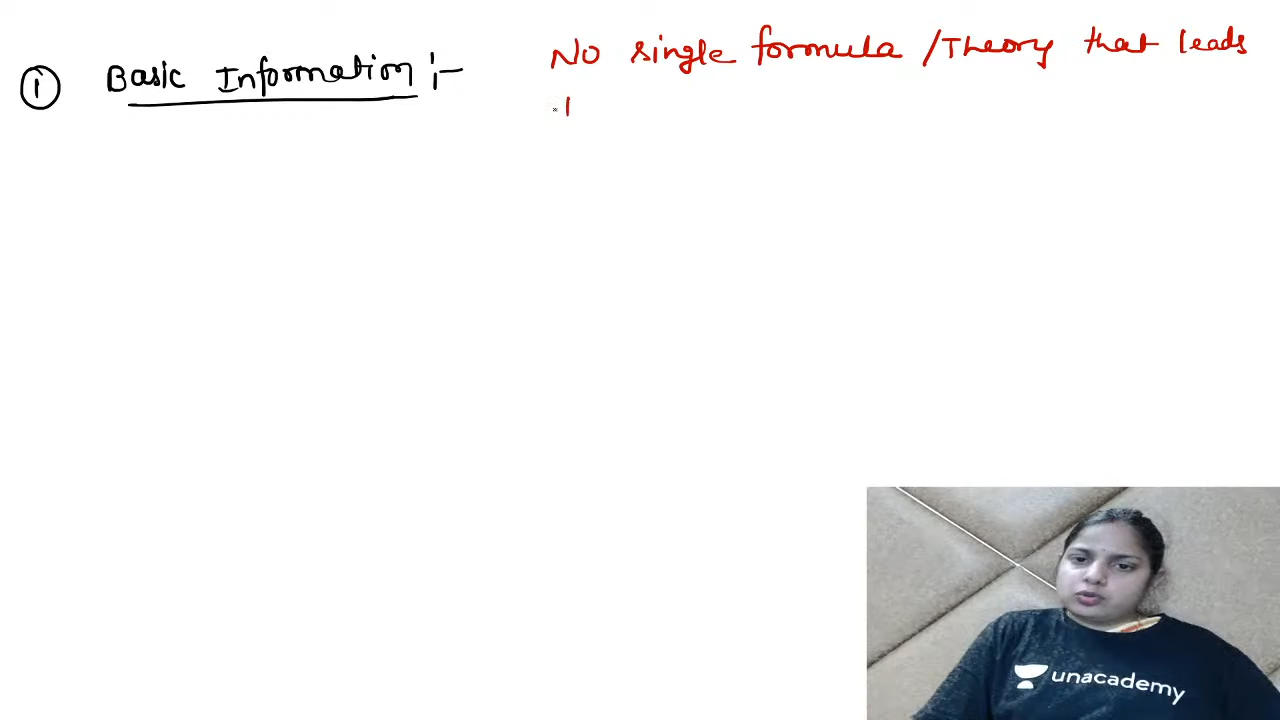 ① Basic Information :-
No single formula / Theory that leads
unacademy